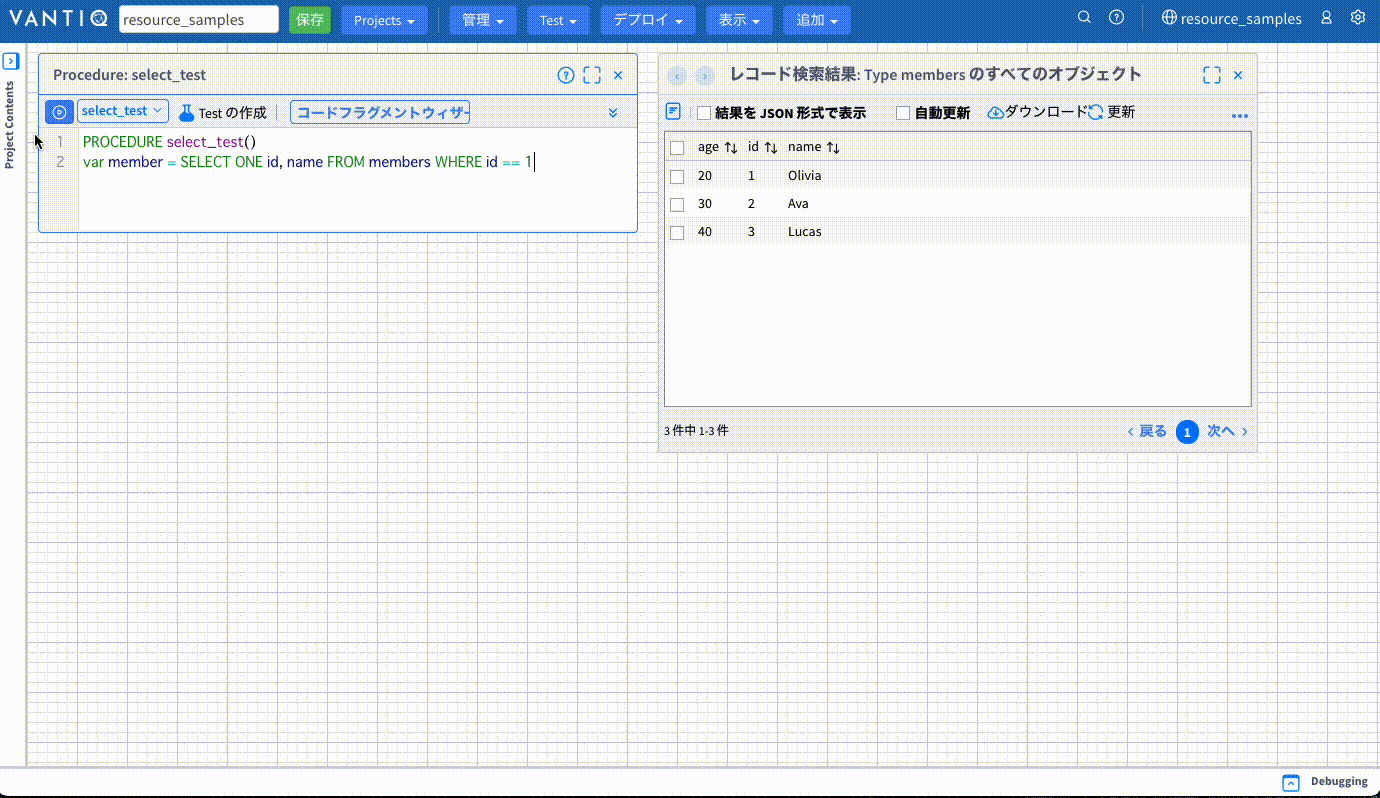 VANTIQ resource_samples 保存 Projects 管理 Test デプロイ 表示 追加 resource_samples
Project Contents
Procedure: select_test
select_test Test の作成 コードフラグメントウィザー
1 PROCEDURE select_test()
2 var member = SELECT ONE id, name FROM members WHERE id == 1
レコード検索結果: Type members のすべてのオブジェクト
結果を JSON 形式で表示 自動更新 ダウンロード 更新
age id name
20 1 Olivia
30 2 Ava
40 3 Lucas
3 件中 1-3 件 戻る 1 次へ
Debugging